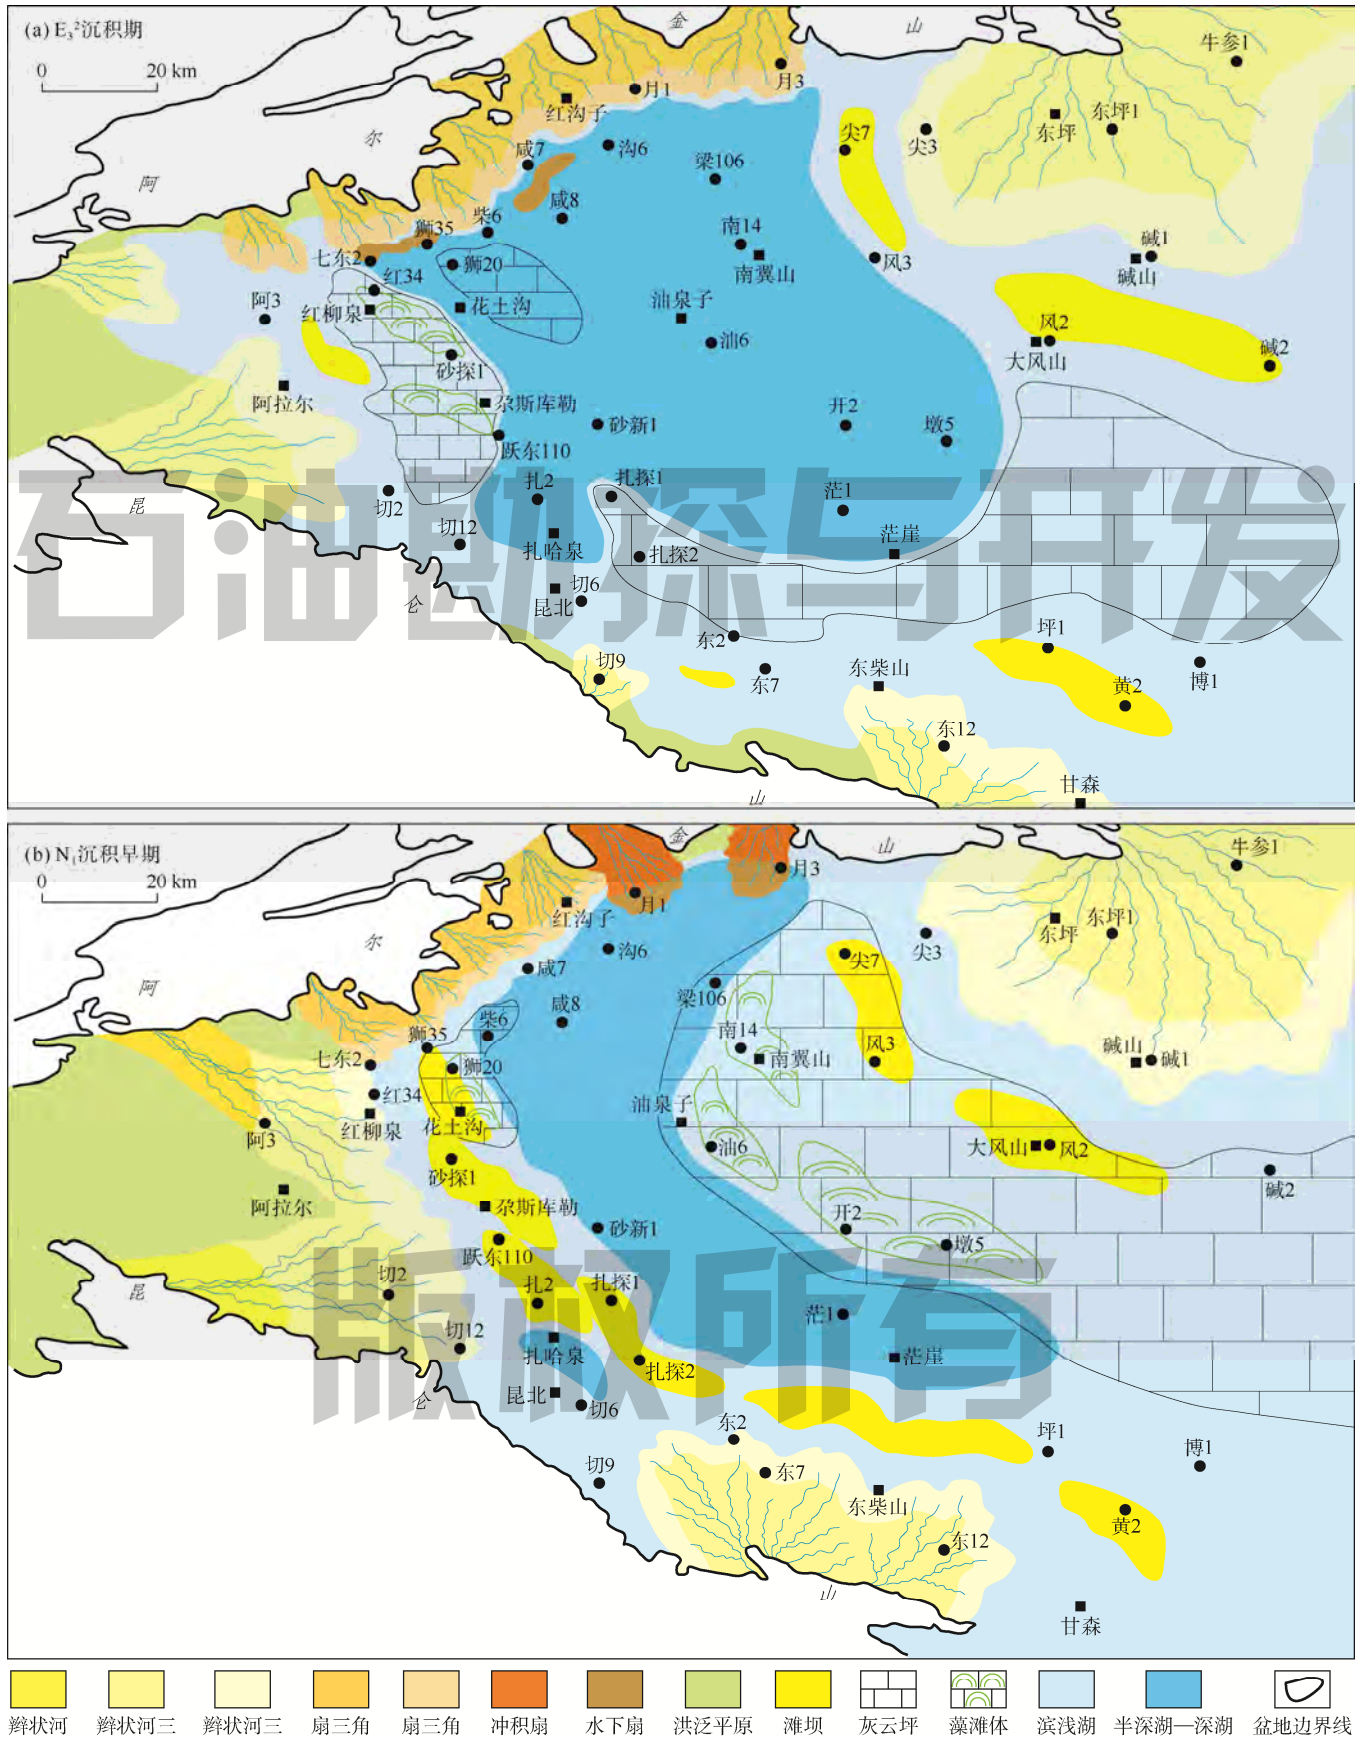 (a) E₃²沉积期
0 20 km
金
山
牛参1
月3
月1
红沟子
尔
尖7
尖3
东坪
东坪1
咸7
沟6
梁106
阿
咸8
柴6
狮35
南14
南翼山
碱1
碱山
七东2
狮20
风3
红34
阿3
红柳泉
花土沟
油泉子
油6
风2
大风山
碱2
砂探1
阿拉尔
尕斯库勒
砂新1
开2
墩5
跃东110
扎2
扎探1
昆
切2
茫1
切12
扎哈泉
扎探2
茫崖
昆北
切6
仑
东2
坪1
切9
东7
东柴山
黄2
博1
东12
甘森
山
石油勘探与开发
(b) N₁沉积早期
0 20 km
金
山
牛参1
月3
月1
红沟子
尔
沟6
尖3
东坪
东坪1
咸7
尖7
阿
梁106
咸8
柴6
狮35
南14
南翼山
风3
碱山
碱1
七东2
狮20
红34
油泉子
阿3
红柳泉
花土沟
油6
大风山
风2
砂探1
碱2
阿拉尔
尕斯库勒
开2
砂新1
跃东110
墩5
昆
切2
扎2
扎探1
茫1
切12
扎哈泉
扎探2
茫崖
仑
昆北
切6
东2
坪1
博1
切9
东7
东柴山
黄2
东12
山
甘森
版权所有
辫状河 辫状河三 辫状河三 扇三角 扇三角 冲积扇 水下扇 洪泛平原 滩坝 灰云坪 藻滩体 滨浅湖 半深湖—深湖 盆地边界线